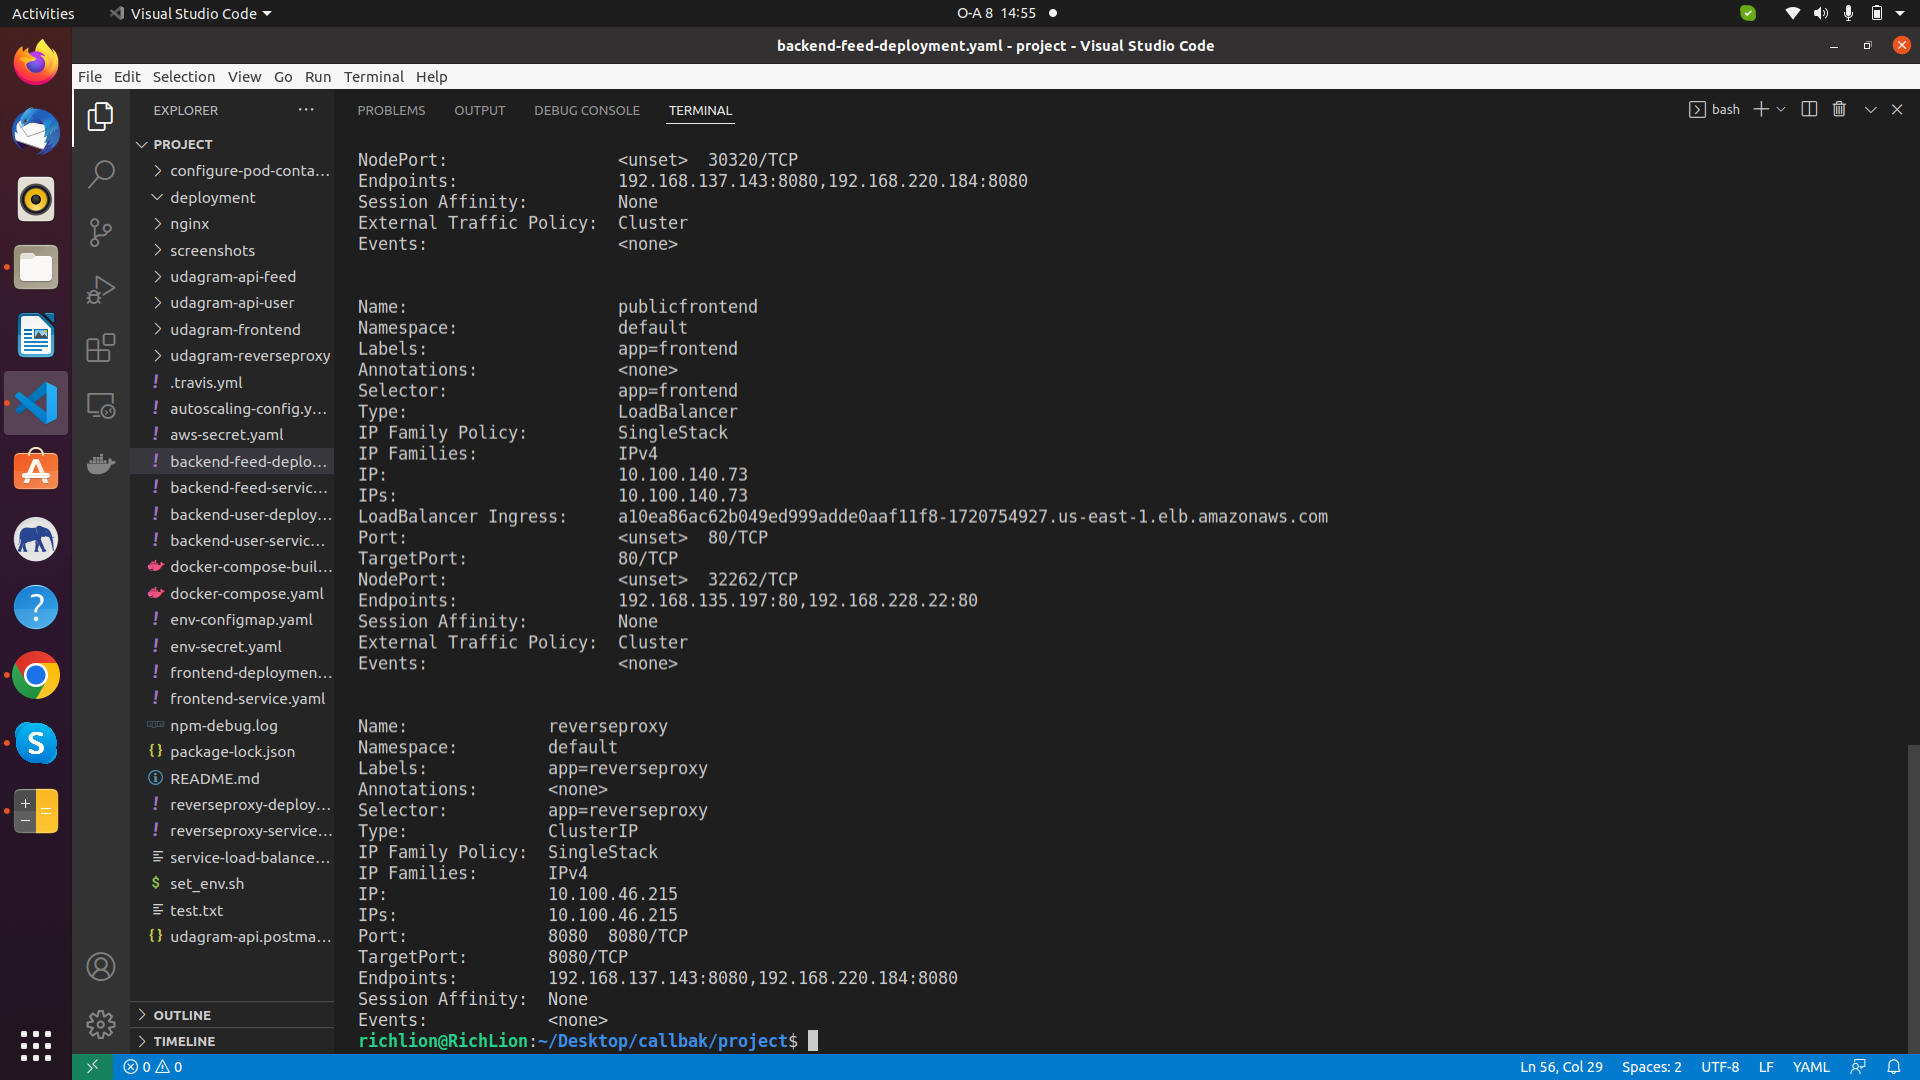 Activities
Visual Studio Code
O-A 8 14:55
backend-feed-deployment.yaml - project - Visual Studio Code
File Edit Selection View Go Run Terminal Help
EXPLORER
PROBLEMS OUTPUT DEBUG CONSOLE TERMINAL
bash
PROJECT
configure-pod-conta...
deployment
nginx
screenshots
udagram-api-feed
udagram-api-user
udagram-frontend
udagram-reverseproxy
.travis.yml
autoscaling-config.y...
aws-secret.yaml
backend-feed-deplo...
backend-feed-servic...
backend-user-deploy...
backend-user-servic...
docker-compose-buil...
docker-compose.yaml
env-configmap.yaml
env-secret.yaml
frontend-deploymen...
frontend-service.yaml
npm-debug.log
package-lock.json
README.md
reverseproxy-deploy...
reverseproxy-service...
service-load-balance...
set_env.sh
test.txt
udagram-api.postma...
OUTLINE
TIMELINE
NodePort: <unset> 30320/TCP
Endpoints: 192.168.137.143:8080,192.168.220.184:8080
Session Affinity: None
External Traffic Policy: Cluster
Events: <none>
Name: publicfrontend
Namespace: default
Labels: app=frontend
Annotations: <none>
Selector: app=frontend
Type: LoadBalancer
IP Family Policy: SingleStack
IP Families: IPv4
IP: 10.100.140.73
IPs: 10.100.140.73
LoadBalancer Ingress: a10ea86ac62b049ed999adde0aaf11f8-1720754927.us-east-1.elb.amazonaws.com
Port: <unset> 80/TCP
TargetPort: 80/TCP
NodePort: <unset> 32262/TCP
Endpoints: 192.168.135.197:80,192.168.228.22:80
Session Affinity: None
External Traffic Policy: Cluster
Events: <none>
Name: reverseproxy
Namespace: default
Labels: app=reverseproxy
Annotations: <none>
Selector: app=reverseproxy
Type: ClusterIP
IP Family Policy: SingleStack
IP Families: IPv4
IP: 10.100.46.215
IPs: 10.100.46.215
Port: 8080 8080/TCP
TargetPort: 8080/TCP
Endpoints: 192.168.137.143:8080,192.168.220.184:8080
Session Affinity: None
Events: <none>
richlion@RichLion:~/Desktop/callbak/project$
0 0
Ln 56, Col 29 Spaces: 2 UTF-8 LF YAML